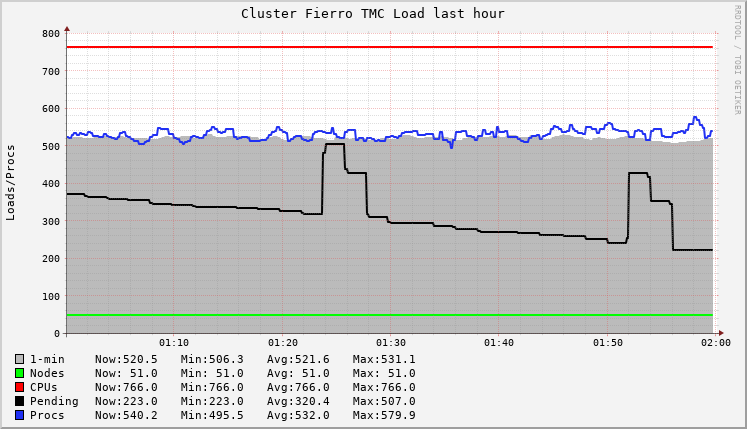 Cluster Fierro TMC Load last hour
RRDTOOL / TOBI OETIKER
Loads/Procs
800
700
600
500
400
300
200
100
0
01:10 01:20 01:30 01:40 01:50 02:00
1-min Now:520.5 Min:506.3 Avg:521.6 Max:531.1
Nodes Now: 51.0 Min: 51.0 Avg: 51.0 Max: 51.0
CPUs Now:766.0 Min:766.0 Avg:766.0 Max:766.0
Pending Now:223.0 Min:223.0 Avg:320.4 Max:507.0
Procs Now:540.2 Min:495.5 Avg:532.0 Max:579.9